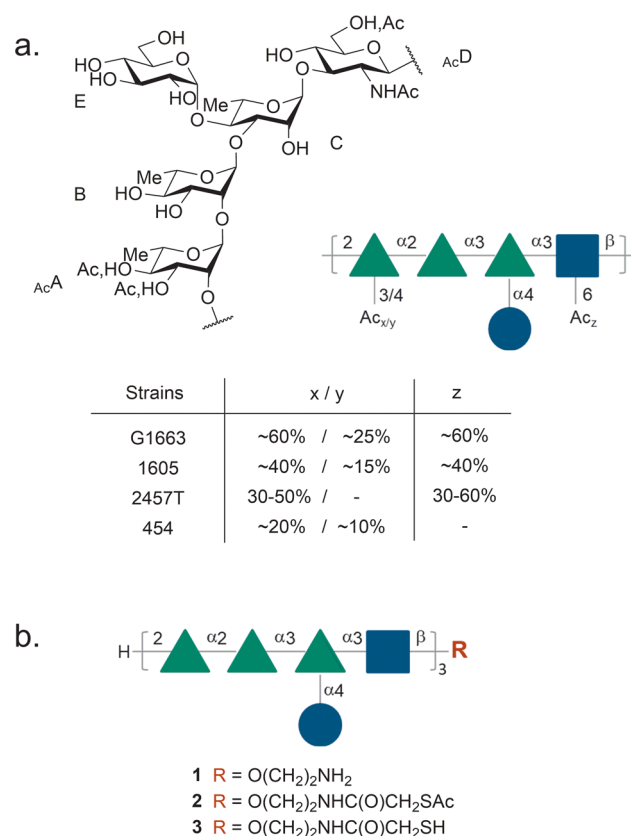 a.
OH
HO
O
HO
HO
O
E
OH,Ac
HO
O
O
NHAc
AcD
Me
O
O
OH
C
O
B
Me
O
HO
HO
O
Me
O
AcA
Ac,HO
Ac,HO
O
2 α2 α3 α3 β
3/4
Acx/y
α4
6
Acz
Strains x / y z
G1663 ~60% / ~25% ~60%
1605 ~40% / ~15% ~40%
2457T 30-50% / - 30-60%
454 ~20% / ~10% -
b.
H 2 α2 α3 α3 β 3 R
α4
1 R = O(CH2)2NH2
2 R = O(CH2)2NHC(O)CH2SAc
3 R = O(CH2)2NHC(O)CH2SH